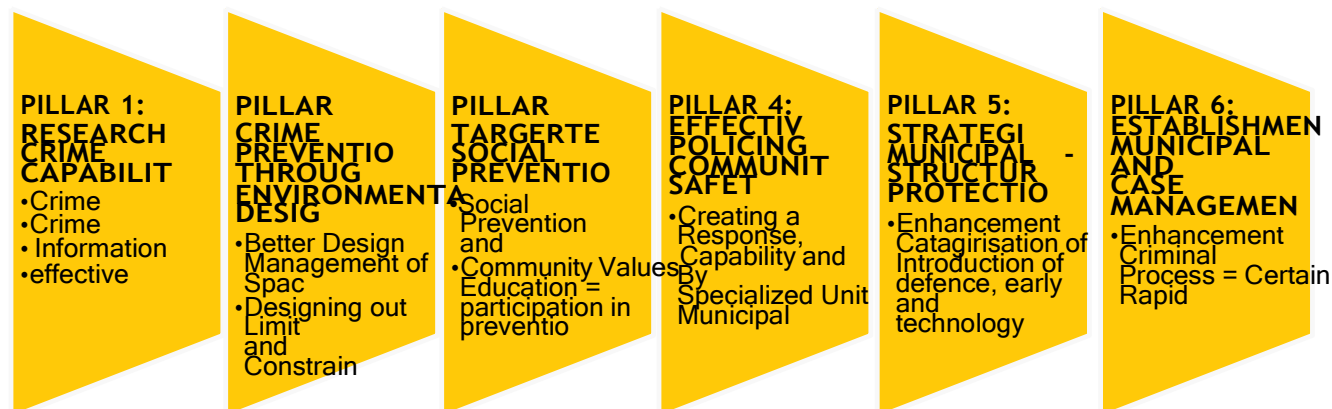 PILLAR 1:
RESEARCH
CRIME
CAPABILIT
•Crime
•Crime
• Information
•effective
PILLAR
CRIME
PREVENTIO
THROUG
ENVIRONMENTA
DESIG
•Better Design
Management of
Spac
•Designing out
Limit
and
Constrain
PILLAR
TARGERTE
SOCIAL
PREVENTIO
•Social
Prevention
and
•Community Values
Education =
participation in
preventio
PILLAR 4:
EFFECTIV
POLICING
COMMUNIT
SAFET
•Creating a
Response,
Capability and
By
Specialized Unit
Municipal
PILLAR 5:
STRATEGI
MUNICIPAL -
STRUCTUR
PROTECTIO
•Enhancement
Catagirisation of
Introduction of
defence, early
and
technology
PILLAR 6:
ESTABLISHMEN
MUNICIPAL
AND
CASE
MANAGEMEN
•Enhancement
Criminal
Process = Certain
Rapid